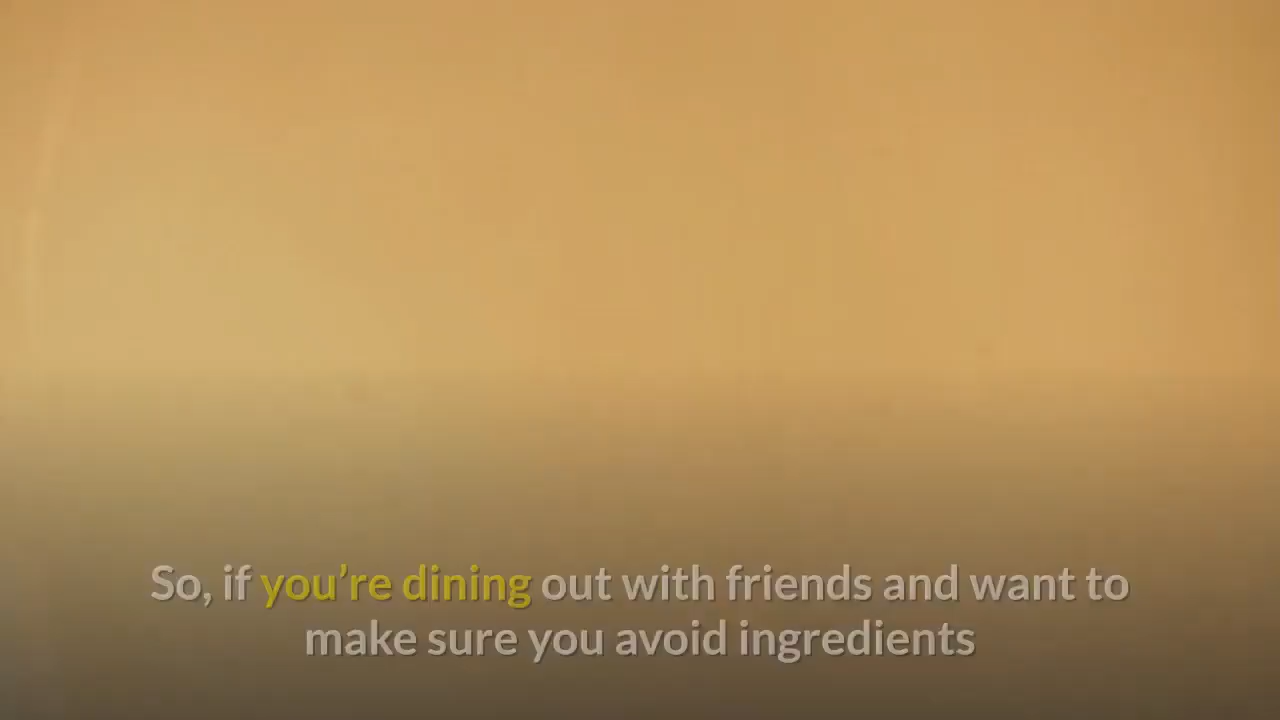 So, if you’re dining out with friends and want to
make sure you avoid ingredients